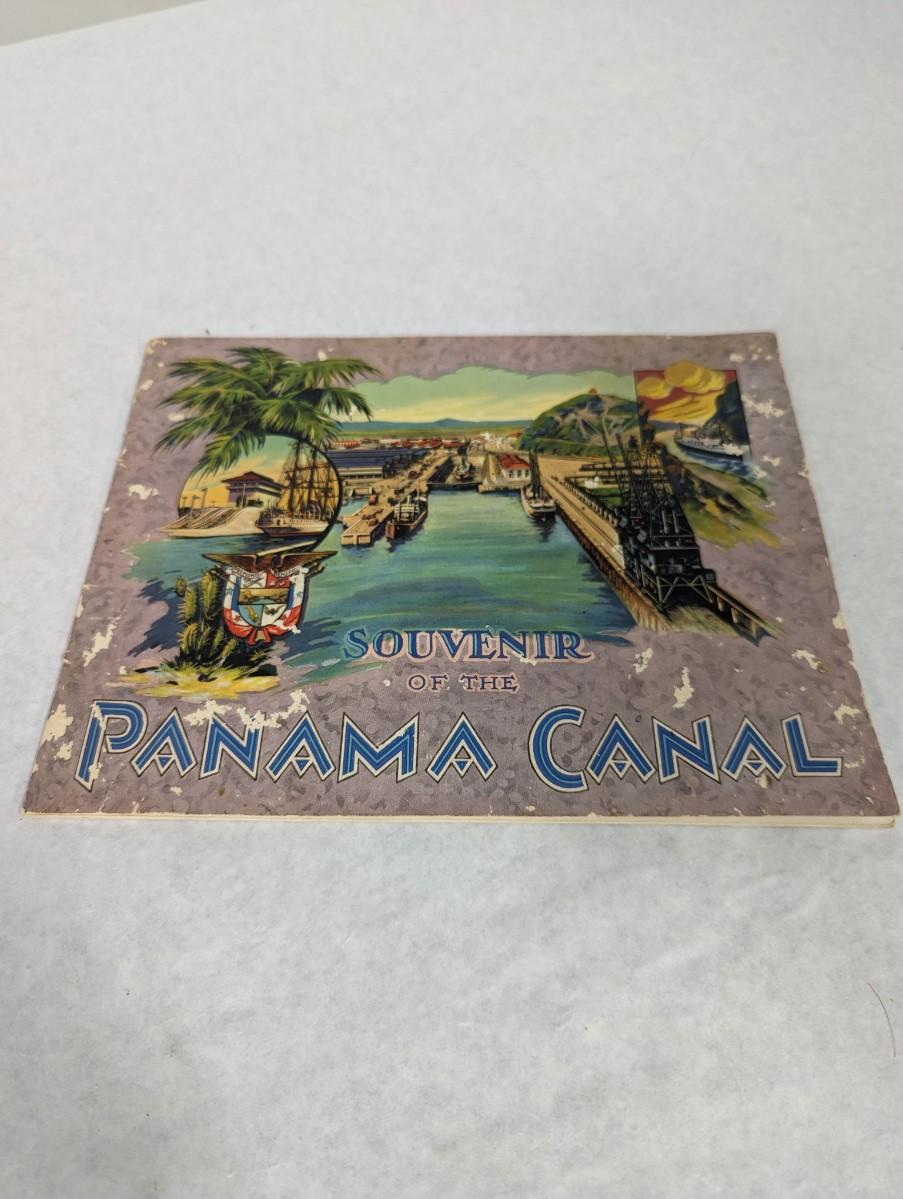 SOUVENIR
OF THE
PANAMA CANAL